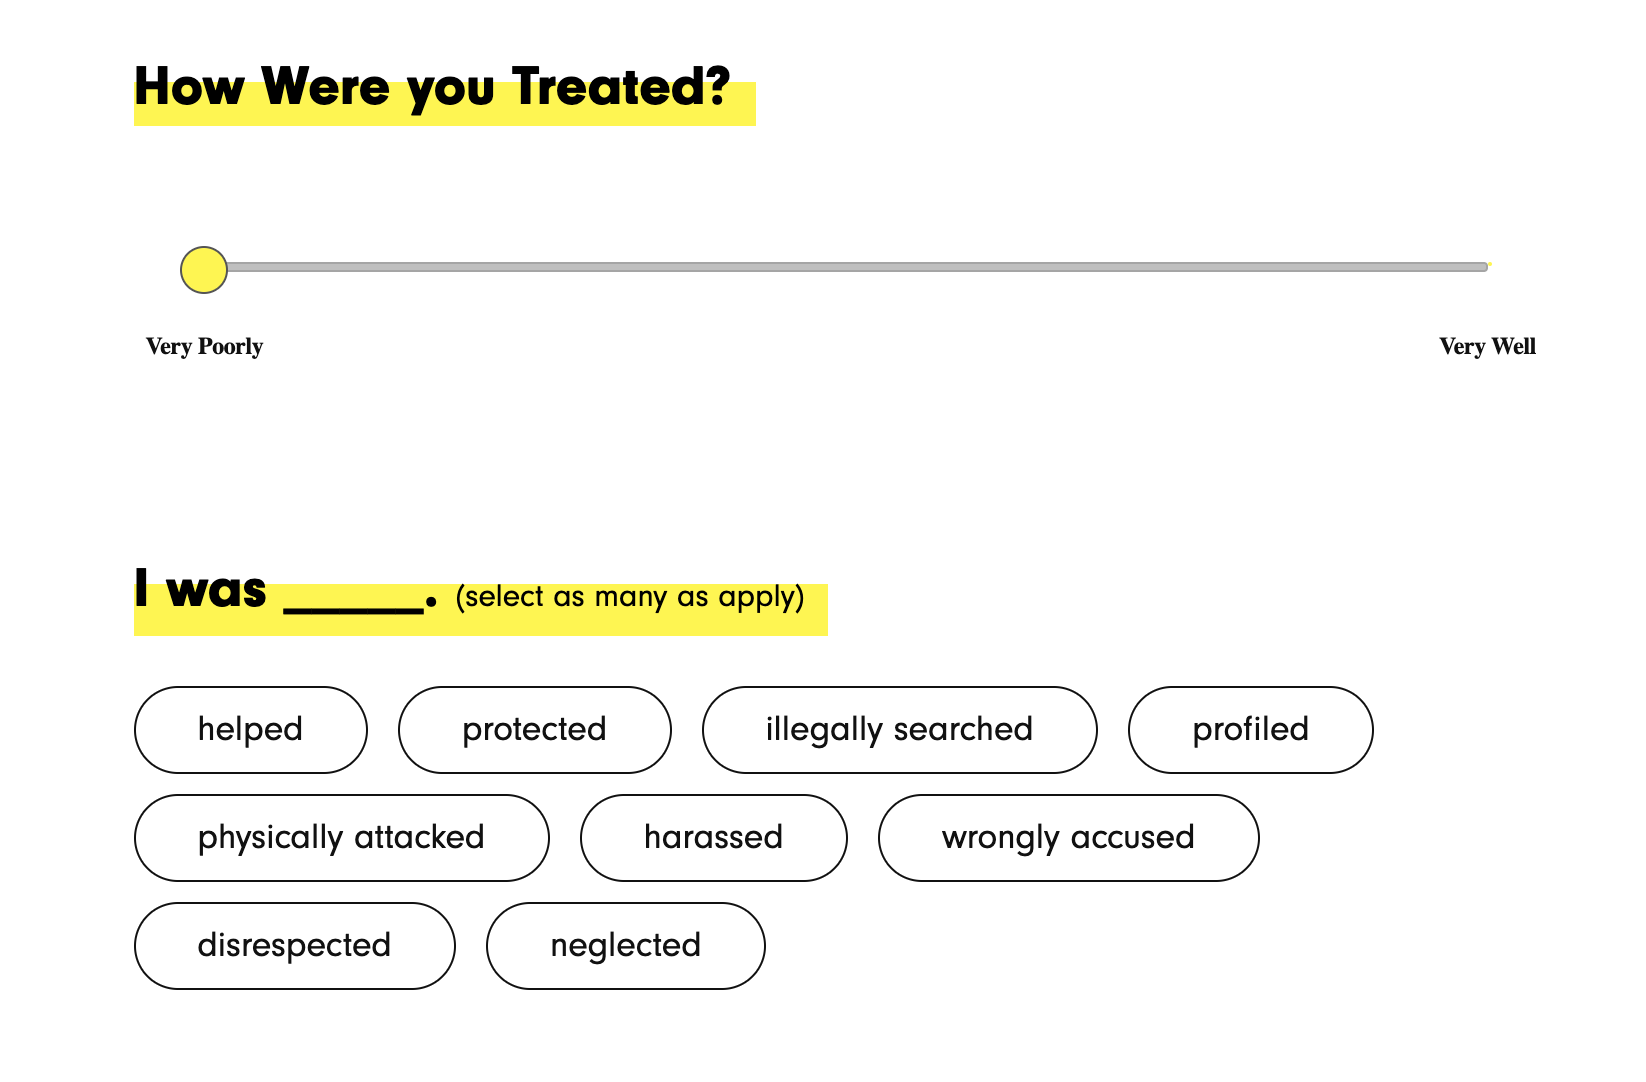 How Were you Treated?
Very Poorly Very Well
I was ______. (select as many as apply)
helped protected illegally searched profiled
physically attacked harassed wrongly accused
disrespected neglected